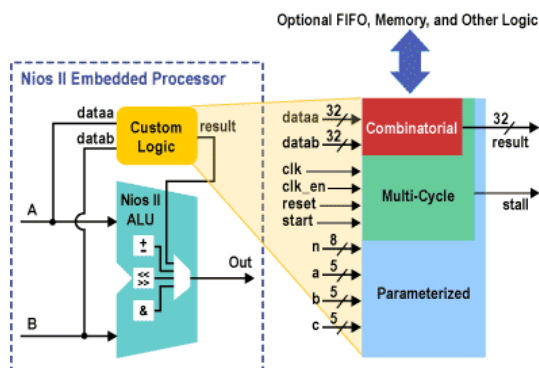 Optional FIFO, Memory, and Other Logic
Nios II Embedded Processor
dataa
datab
Custom
Logic
result
A
Nios II
ALU
+
-
<<
>>
&
Out
B
dataa 32
datab 32
clk
clk_en
reset
start
n 8
a 5
b 5
c 5
Combinatorial
Multi-Cycle
Parameterized
32
result
stall